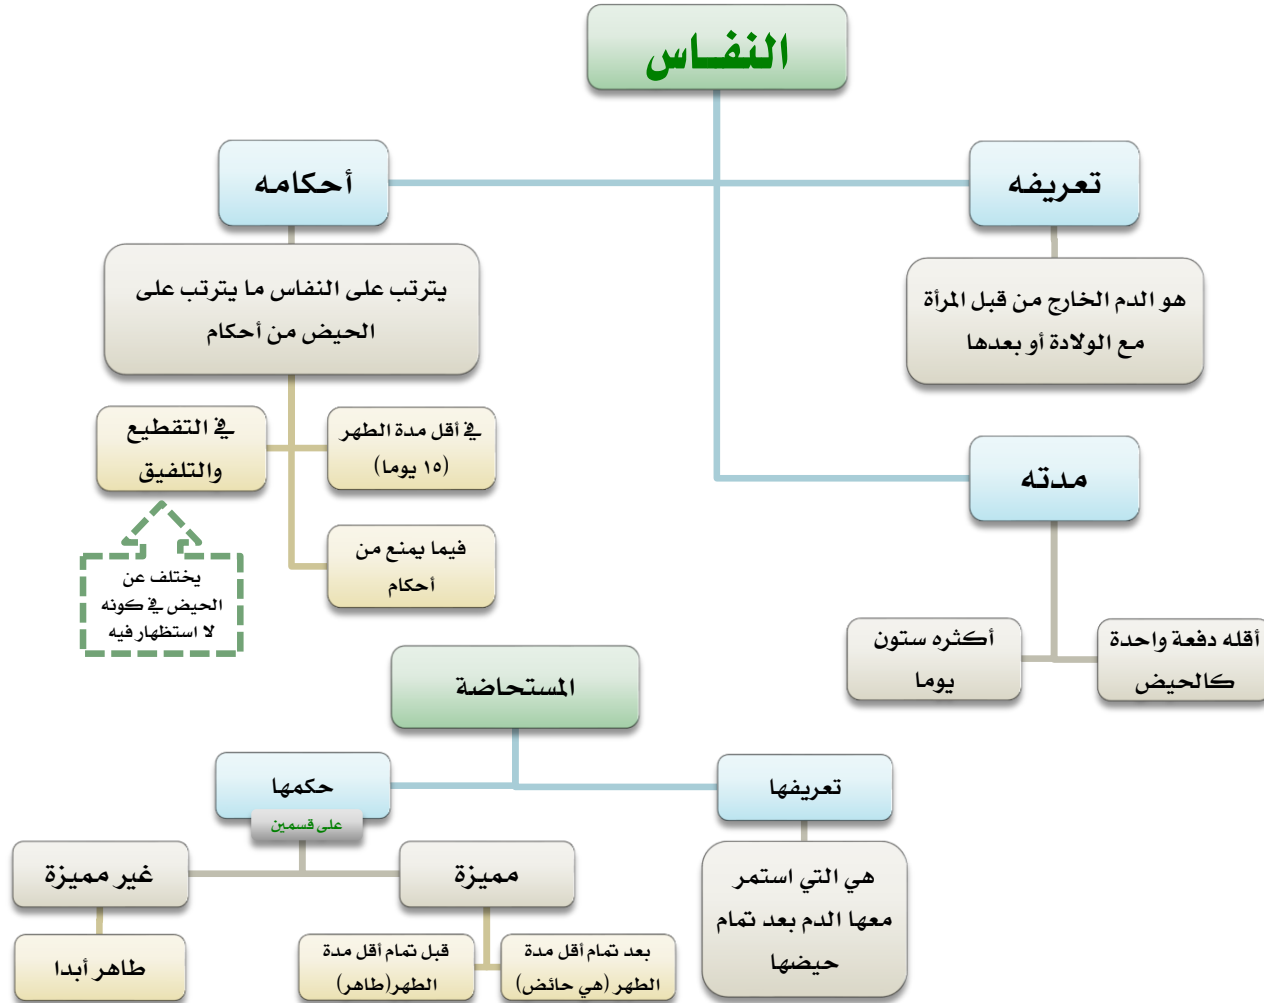 النفــاس
تعريفه
هو الدم الخارج من قبل المرأة
مع الولادة أو بعدها
مدته
أقله دفعة واحدة
كالحيض
أكثره ستون
يوما
أحكامه
يترتب على النفاس ما يترتب على
الحيض من أحكام
في أقل مدة الطهر
(١٥ يوما)
فيما يمنع من
أحكام
في التقطيع
والتلفيق
يختلف عن
الحيض في كونه
لا استظهار فيه
المستحاضة
تعريفها
هي التي استمر
معها الدم بعد تمام
حيضها
حكمها
على قسمين
مميزة
بعد تمام أقل مدة
الطهر (هي حائض)
قبل تمام أقل مدة
الطهر(طاهر)
غير مميزة
طاهر أبدا